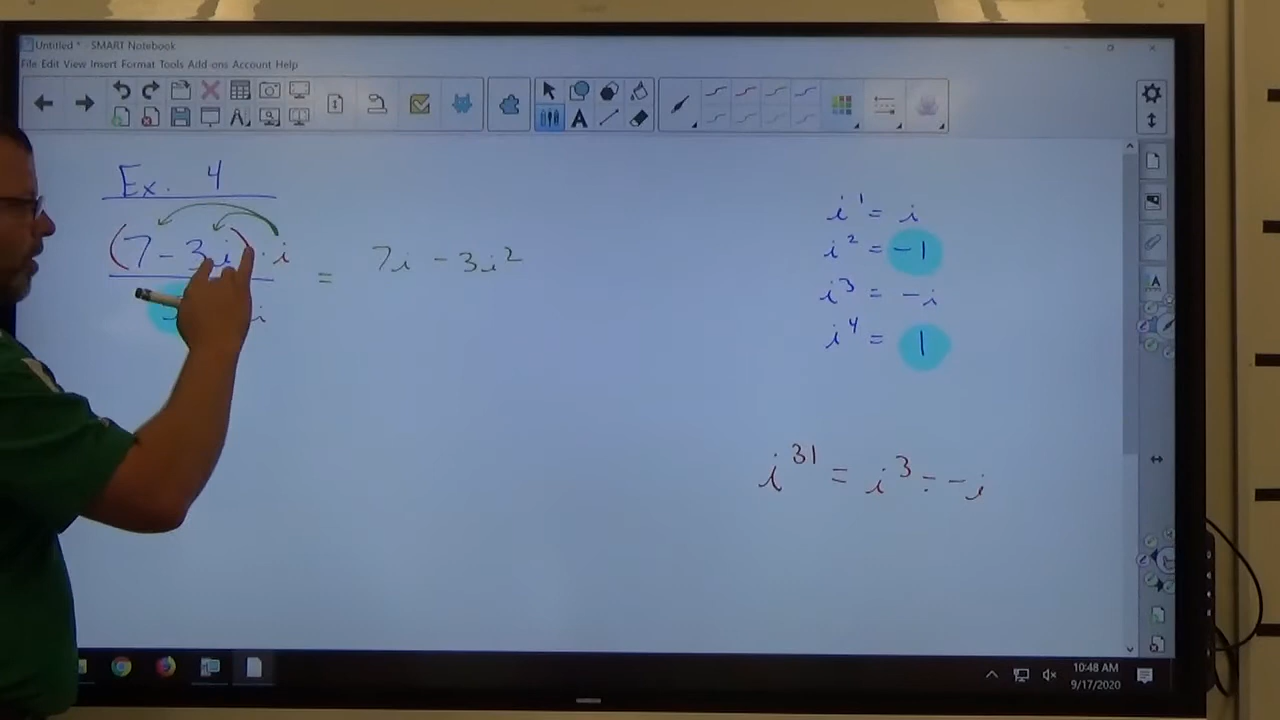 Untitled * - SMART Notebook
File Edit View Insert Format Tools Add-ons Account Help
Ex. 4
(7 - 3i) · i = 7i - 3i²
i
i¹ = i
i² = -1
i³ = -i
i⁴ = 1
i³¹ = i³ = -i
10:48 AM
9/17/2020